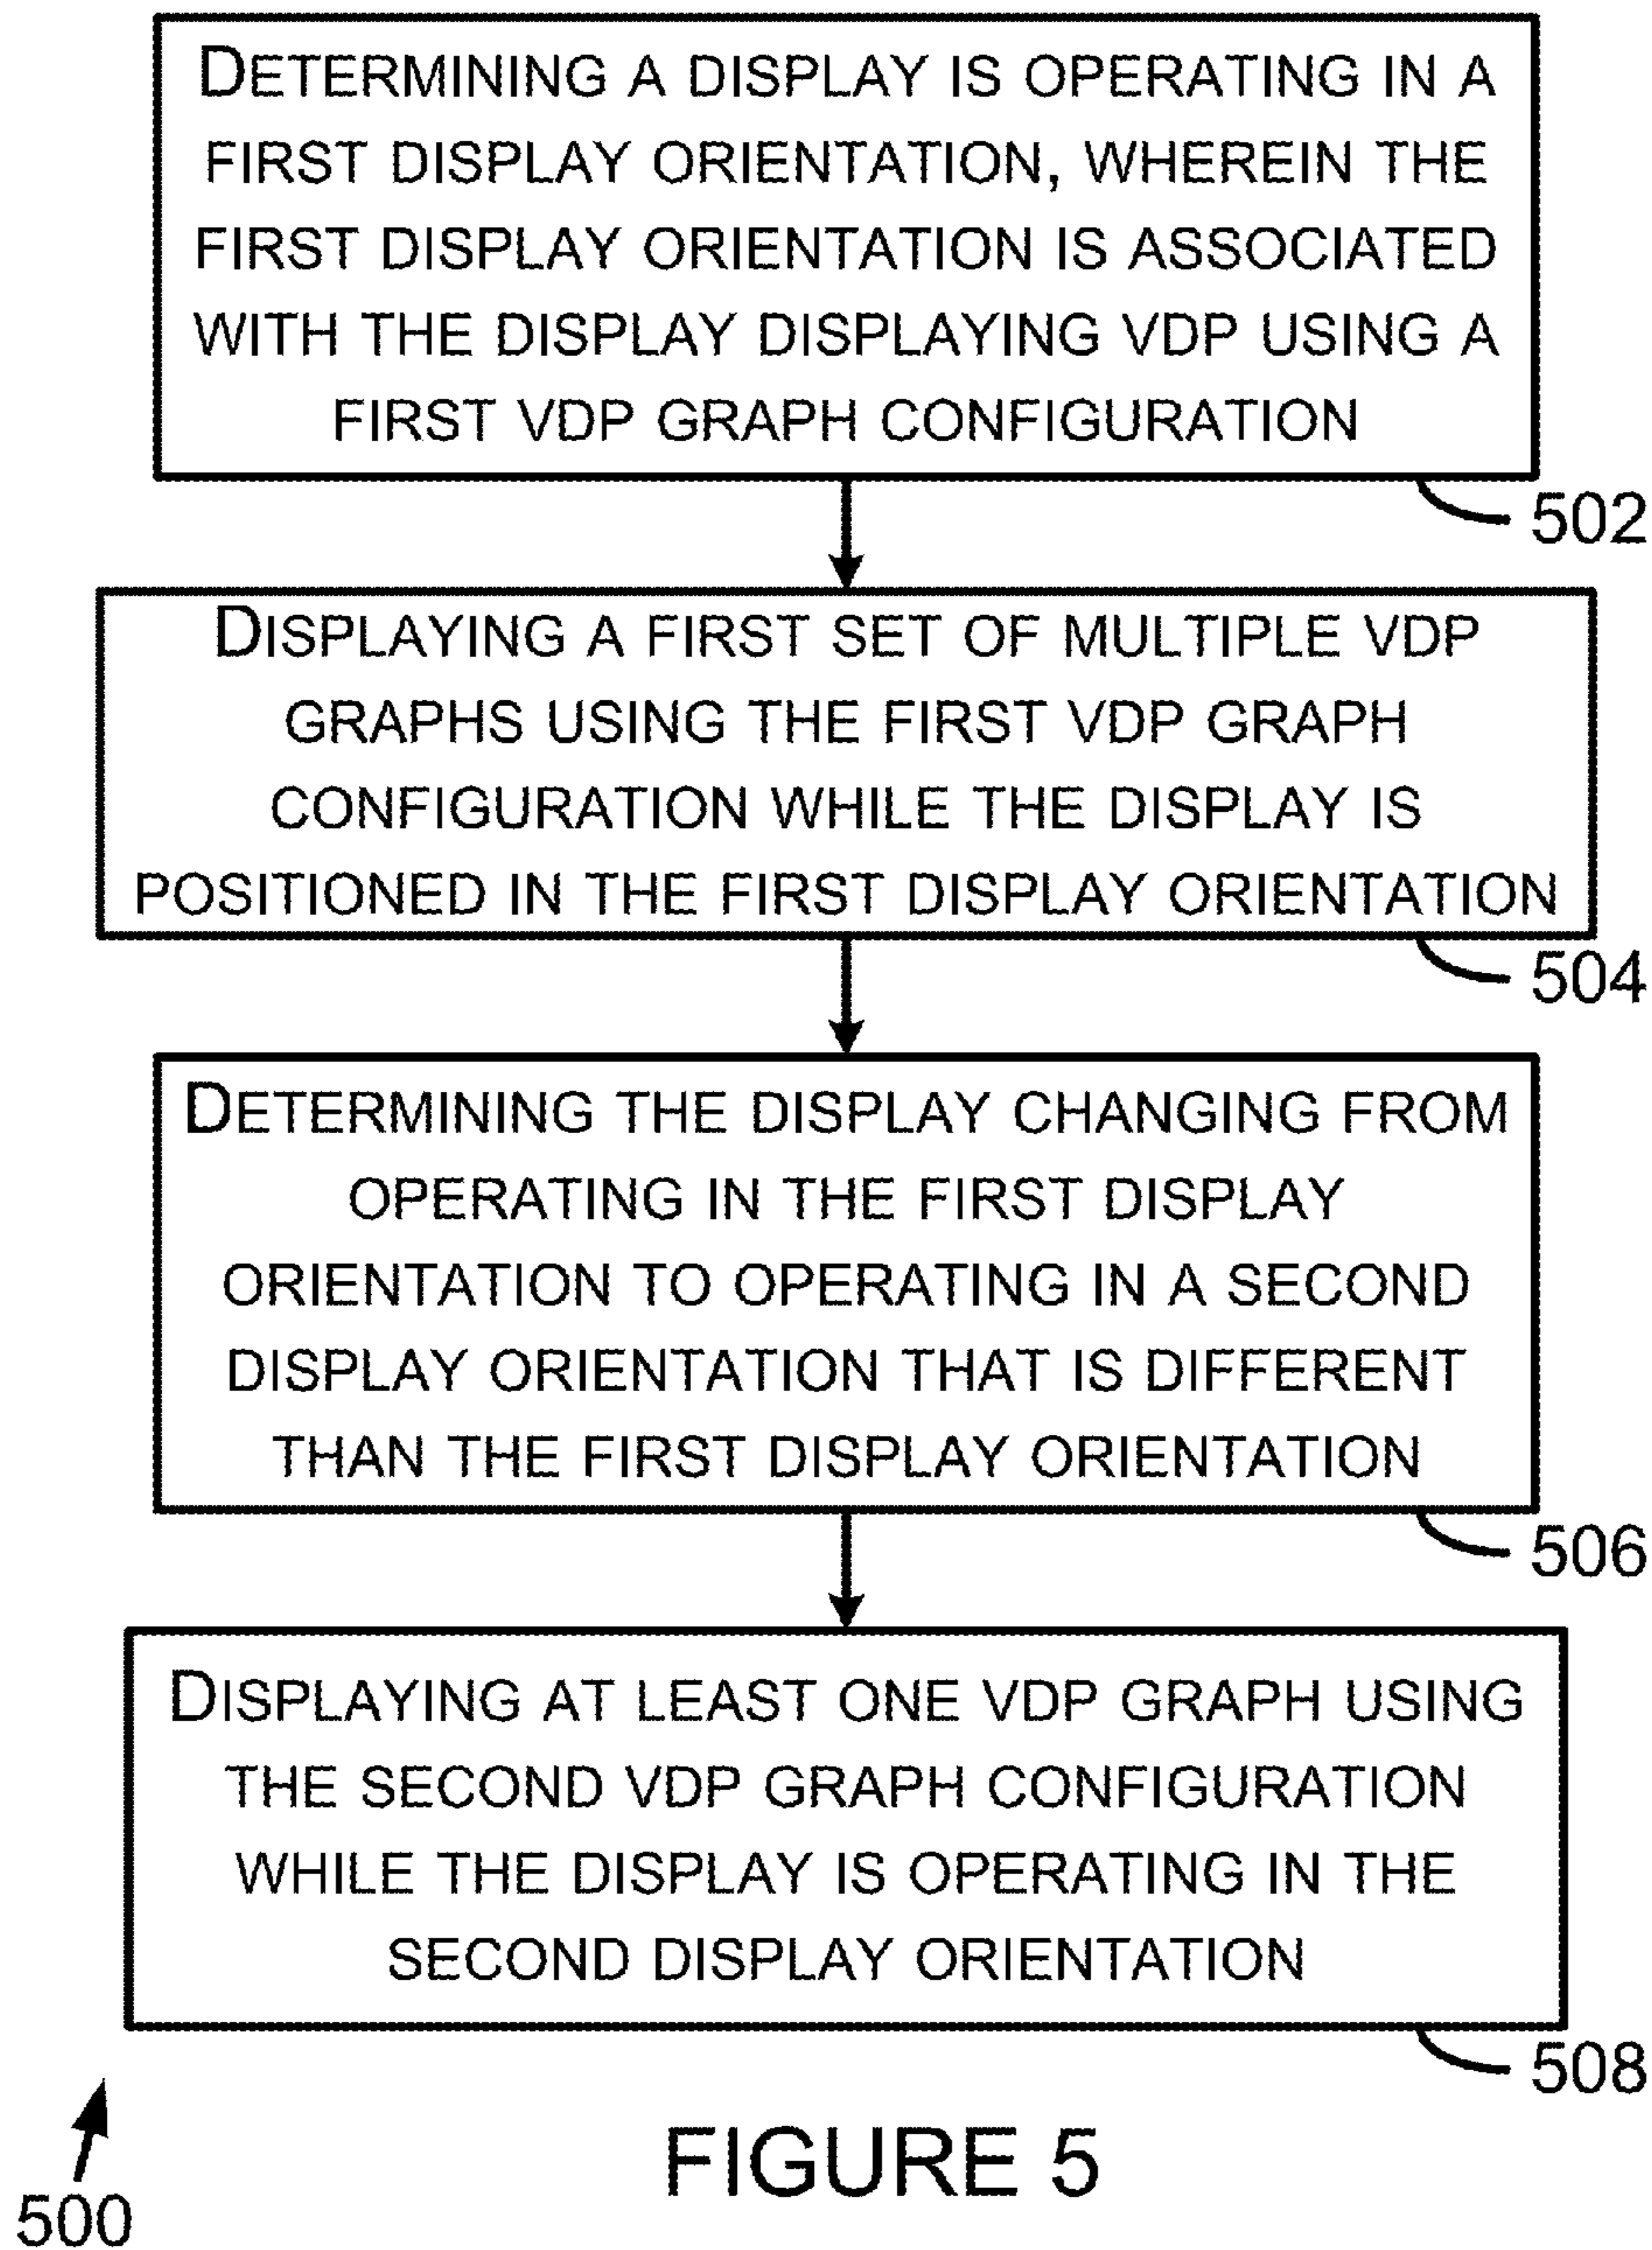 DETERMINING A DISPLAY IS OPERATING IN A
FIRST DISPLAY ORIENTATION, WHEREIN THE
FIRST DISPLAY ORIENTATION IS ASSOCIATED
WITH THE DISPLAY DISPLAYING VDP USING A
FIRST VDP GRAPH CONFIGURATION
502
DISPLAYING A FIRST SET OF MULTIPLE VDP
GRAPHS USING THE FIRST VDP GRAPH
CONFIGURATION WHILE THE DISPLAY IS
POSITIONED IN THE FIRST DISPLAY ORIENTATION
504
DETERMINING THE DISPLAY CHANGING FROM
OPERATING IN THE FIRST DISPLAY
ORIENTATION TO OPERATING IN A SECOND
DISPLAY ORIENTATION THAT IS DIFFERENT
THAN THE FIRST DISPLAY ORIENTATION
506
DISPLAYING AT LEAST ONE VDP GRAPH USING
THE SECOND VDP GRAPH CONFIGURATION
WHILE THE DISPLAY IS OPERATING IN THE
SECOND DISPLAY ORIENTATION
508
500
FIGURE 5